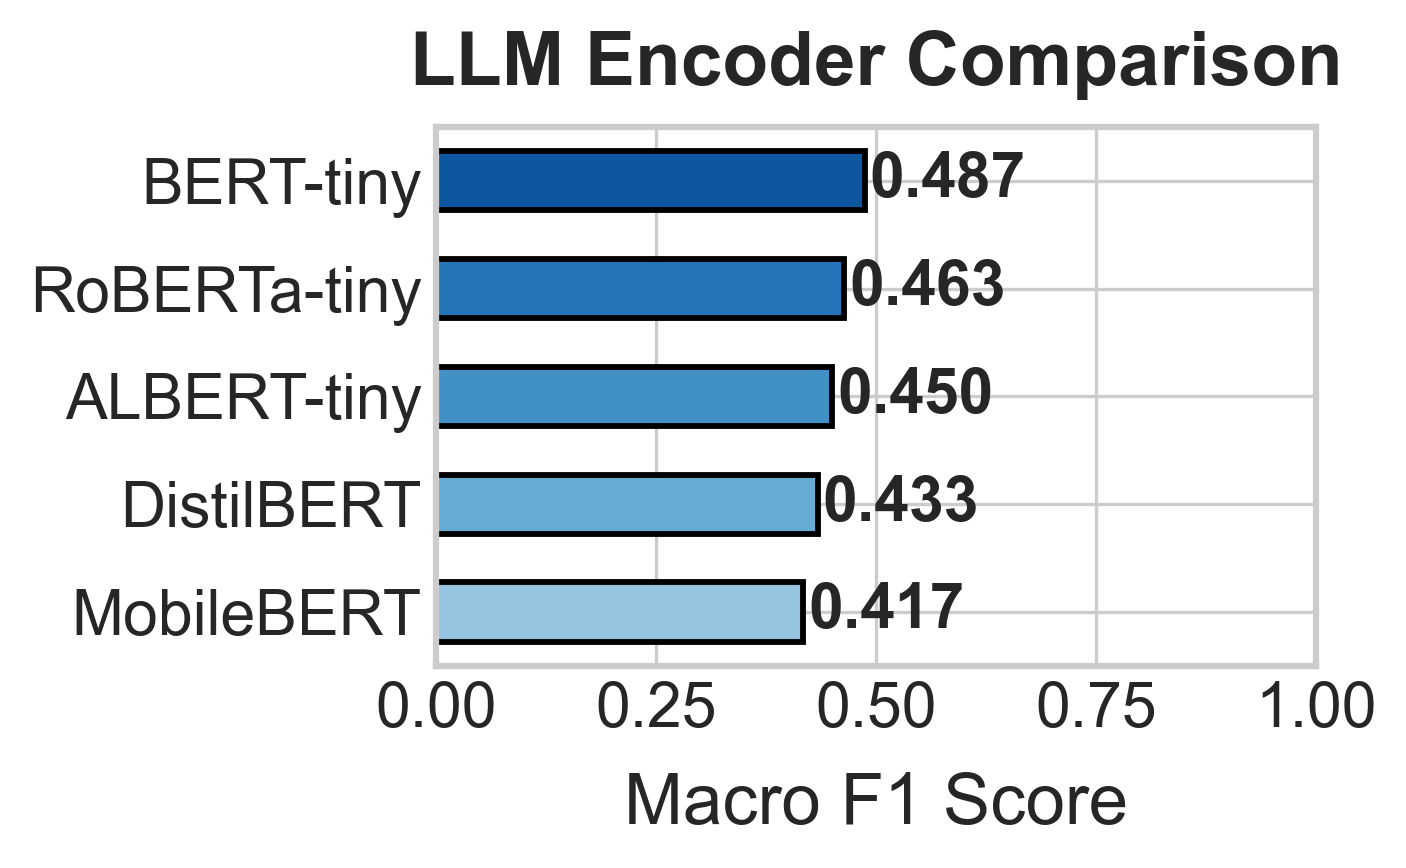 LLM Encoder Comparison
BERT-tiny 0.487
RoBERTa-tiny 0.463
ALBERT-tiny 0.450
DistilBERT 0.433
MobileBERT 0.417
0.00 0.25 0.50 0.75 1.00
Macro F1 Score